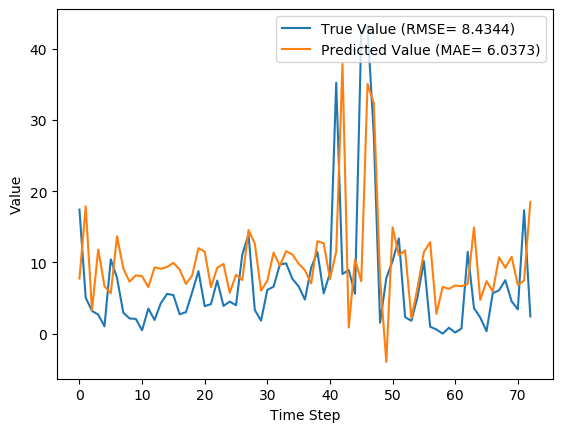 True Value (RMSE= 8.4344)
Predicted Value (MAE= 6.0373)
40
30
20
10
0
Value
0 10 20 30 40 50 60 70
Time Step